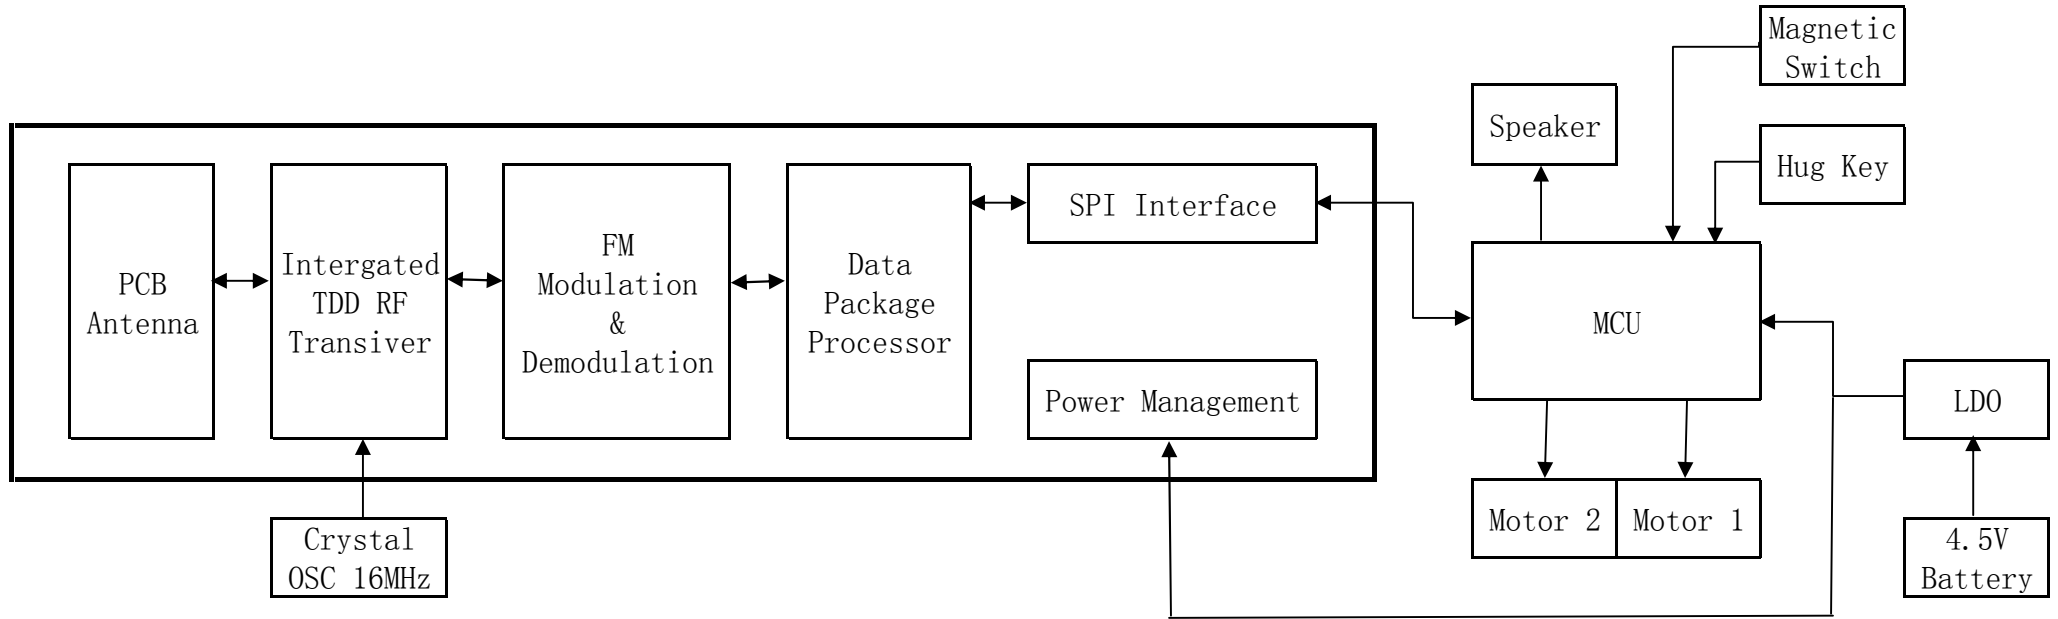 Magnetic
Switch
Speaker
Hug Key
PCB
Antenna
Intergated
TDD RF
Transiver
FM
Modulation
&
Demodulation
Data
Package
Processor
SPI Interface
Power Management
MCU
LDO
Motor 2
Motor 1
4.5V
Battery
Crystal
OSC 16MHz